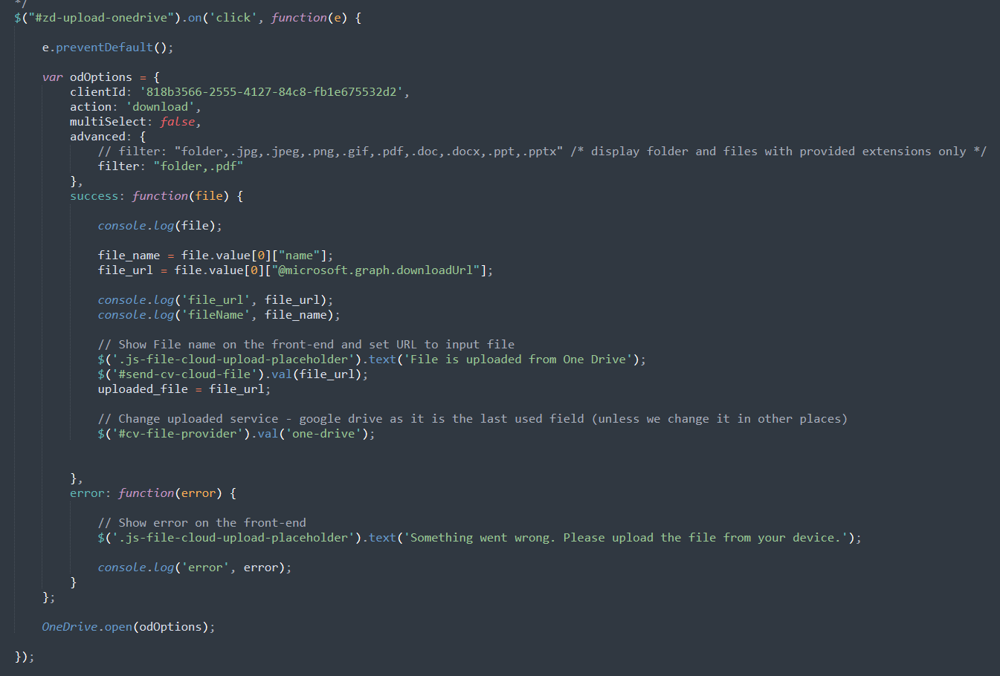 */
$("#zd-upload-onedrive").on('click', function(e) {
e.preventDefault();
var odOptions = {
clientId: '818b3566-2555-4127-84c8-fb1e675532d2',
action: 'download',
multiSelect: false,
advanced: {
// filter: "folder,.jpg,.jpeg,.png,.gif,.pdf,.doc,.docx,.ppt,.pptx" /* display folder and files with provided extensions only */
filter: "folder,.pdf"
},
success: function(file) {
console.log(file);
file_name = file.value[0]["name"];
file_url = file.value[0]["@microsoft.graph.downloadUrl"];
console.log('file_url', file_url);
console.log('fileName', file_name);
// Show File name on the front-end and set URL to input file
$('.js-file-cloud-upload-placeholder').text('File is uploaded from One Drive');
$('#send-cv-cloud-file').val(file_url);
uploaded_file = file_url;
// Change uploaded service - google drive as it is the last used field (unless we change it in other places)
$('#cv-file-provider').val('one-drive');
},
error: function(error) {
// Show error on the front-end
$('.js-file-cloud-upload-placeholder').text('Something went wrong. Please upload the file from your device.');
console.log('error', error);
}
};
OneDrive.open(odOptions);
});